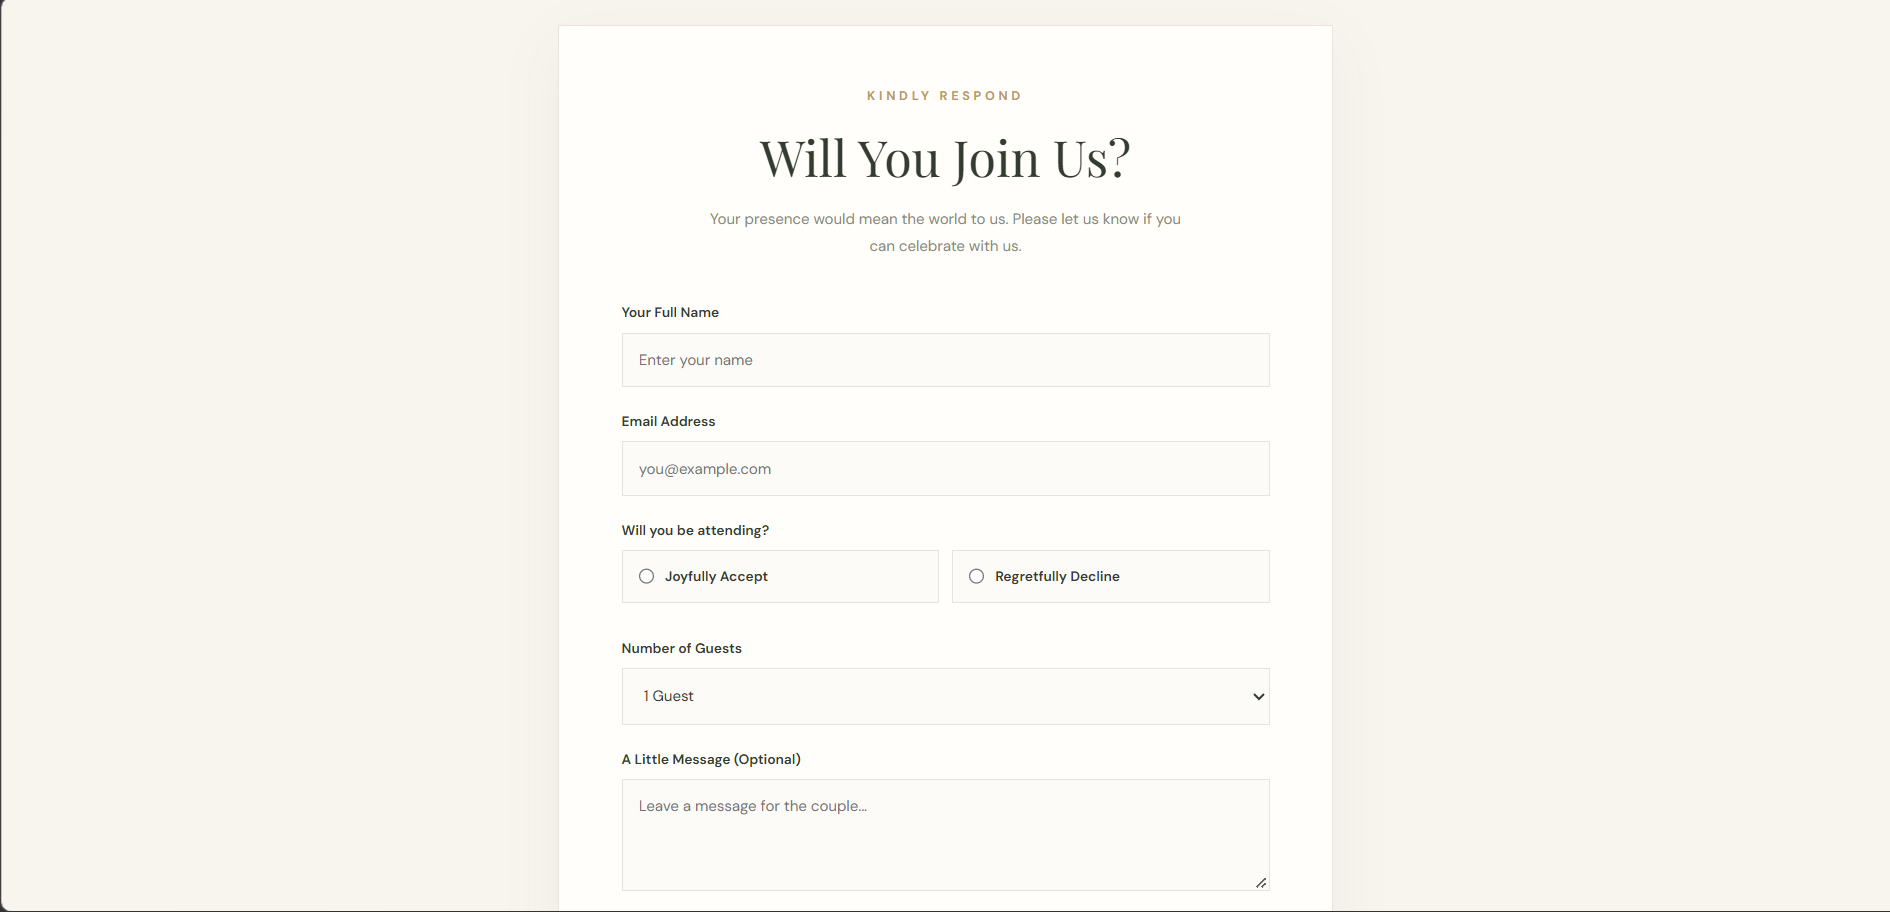 KINDLY RESPOND
Will You Join Us?
Your presence would mean the world to us. Please let us know if you
can celebrate with us.
Your Full Name
Enter your name
Email Address
you@example.com
Will you be attending?
Joyfully Accept
Regretfully Decline
Number of Guests
1 Guest
A Little Message (Optional)
Leave a message for the couple...